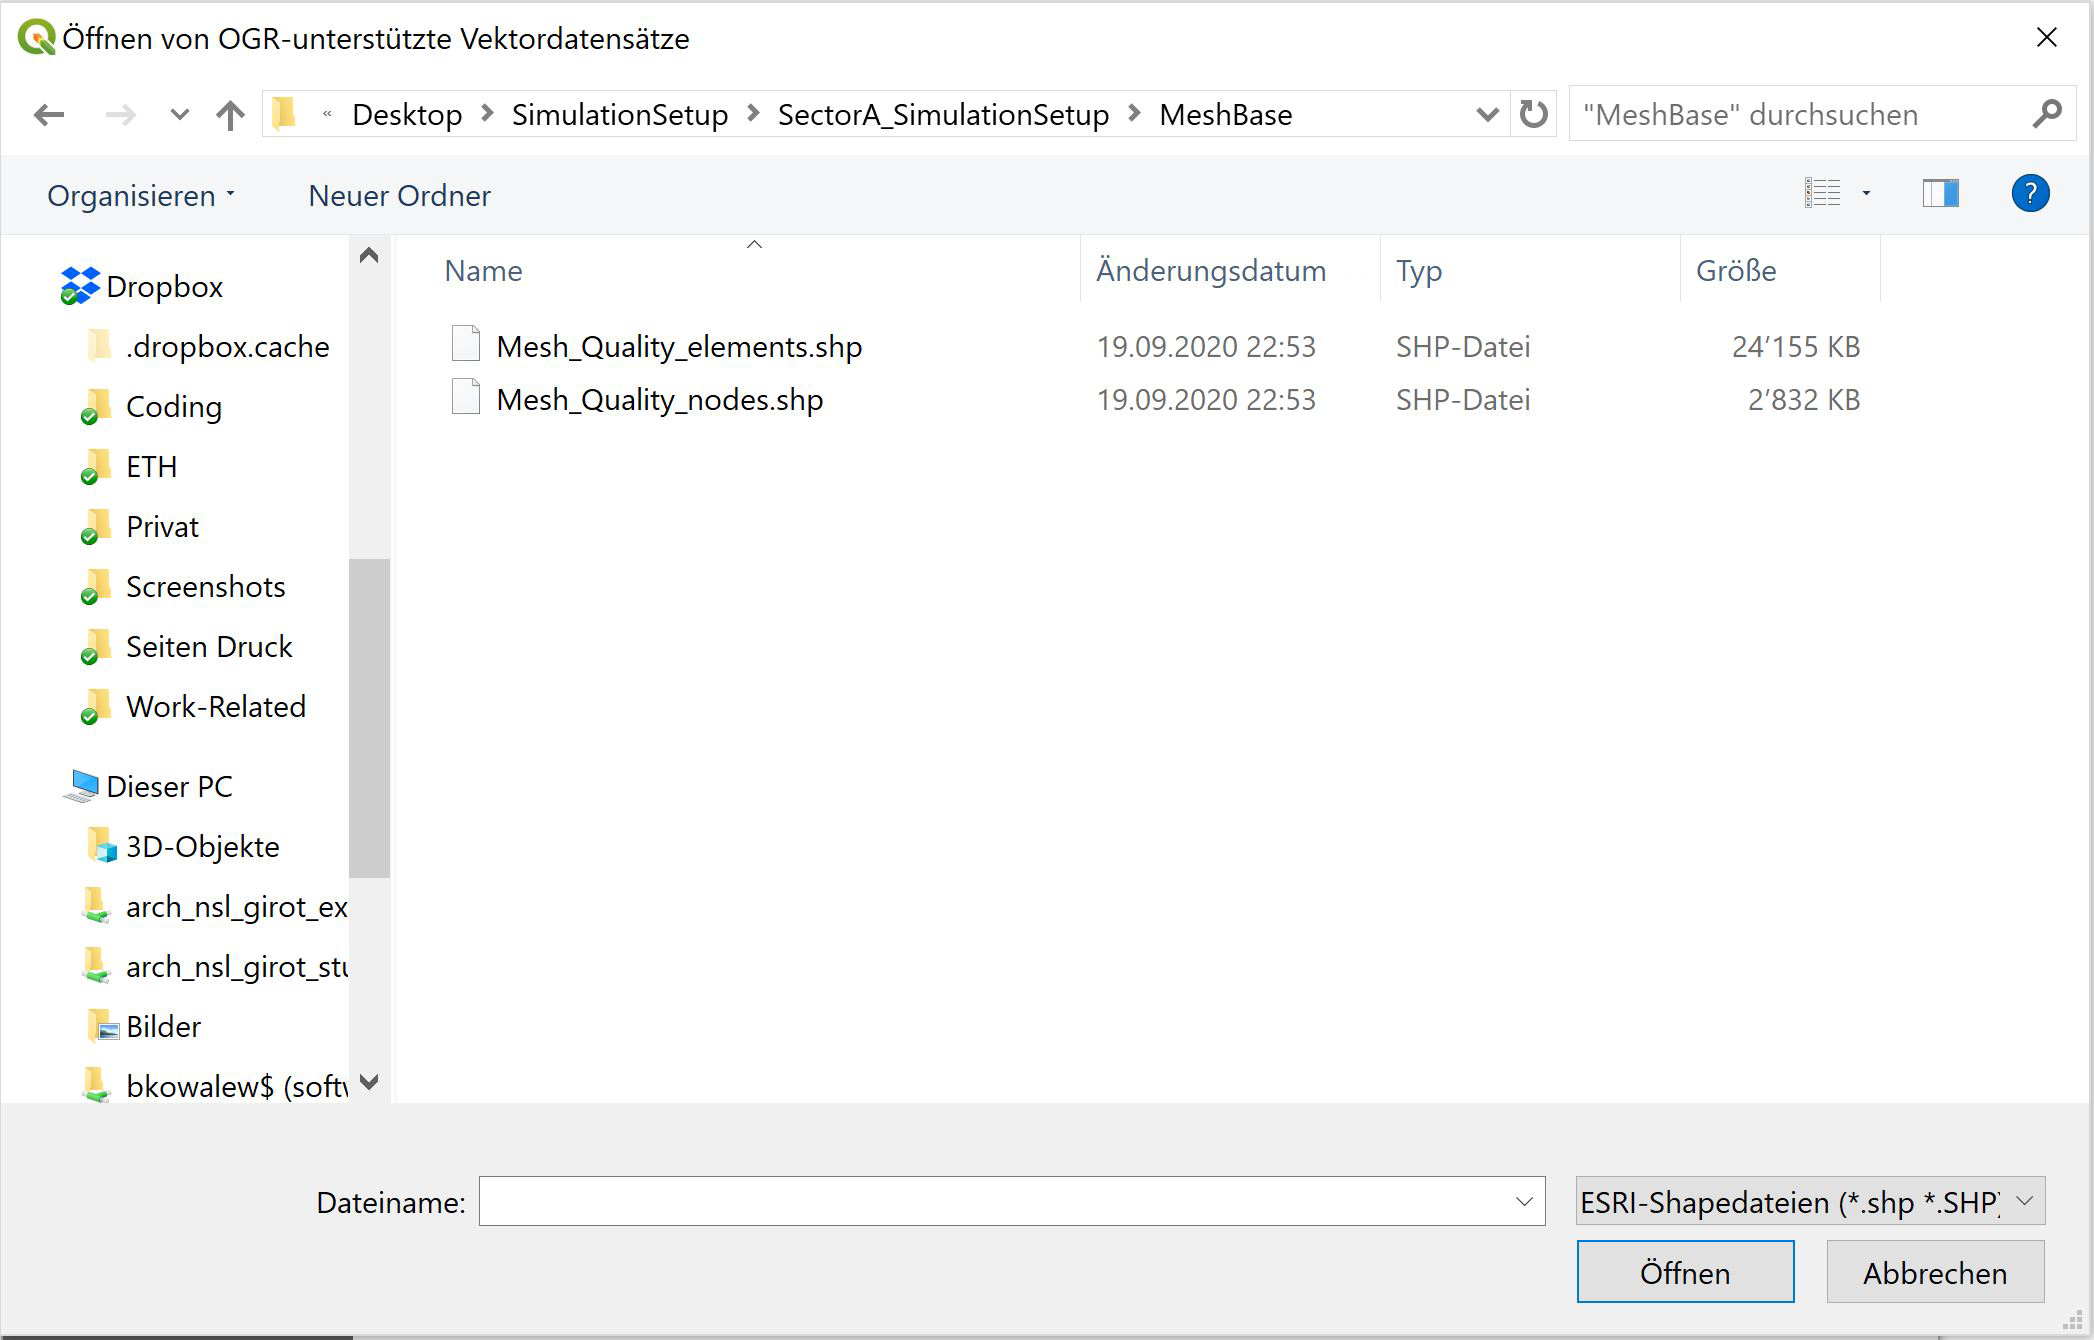 Öffnen von OGR-unterstützte Vektordatensätze
« Desktop > SimulationSetup > SectorA_SimulationSetup > MeshBase
"MeshBase" durchsuchen
Organisieren
Neuer Ordner
?
Name Änderungsdatum Typ Größe
Mesh_Quality_elements.shp 19.09.2020 22:53 SHP-Datei 24’155 KB
Mesh_Quality_nodes.shp 19.09.2020 22:53 SHP-Datei 2’832 KB
Dropbox
.dropbox.cache
Coding
ETH
Privat
Screenshots
Seiten Druck
Work-Related
Dieser PC
3D-Objekte
arch_nsl_girot_ex
arch_nsl_girot_stu
Bilder
bkowalew$ (softw
Dateiname:
ESRI-Shapedateien (*.shp *.SHP)
Öffnen
Abbrechen